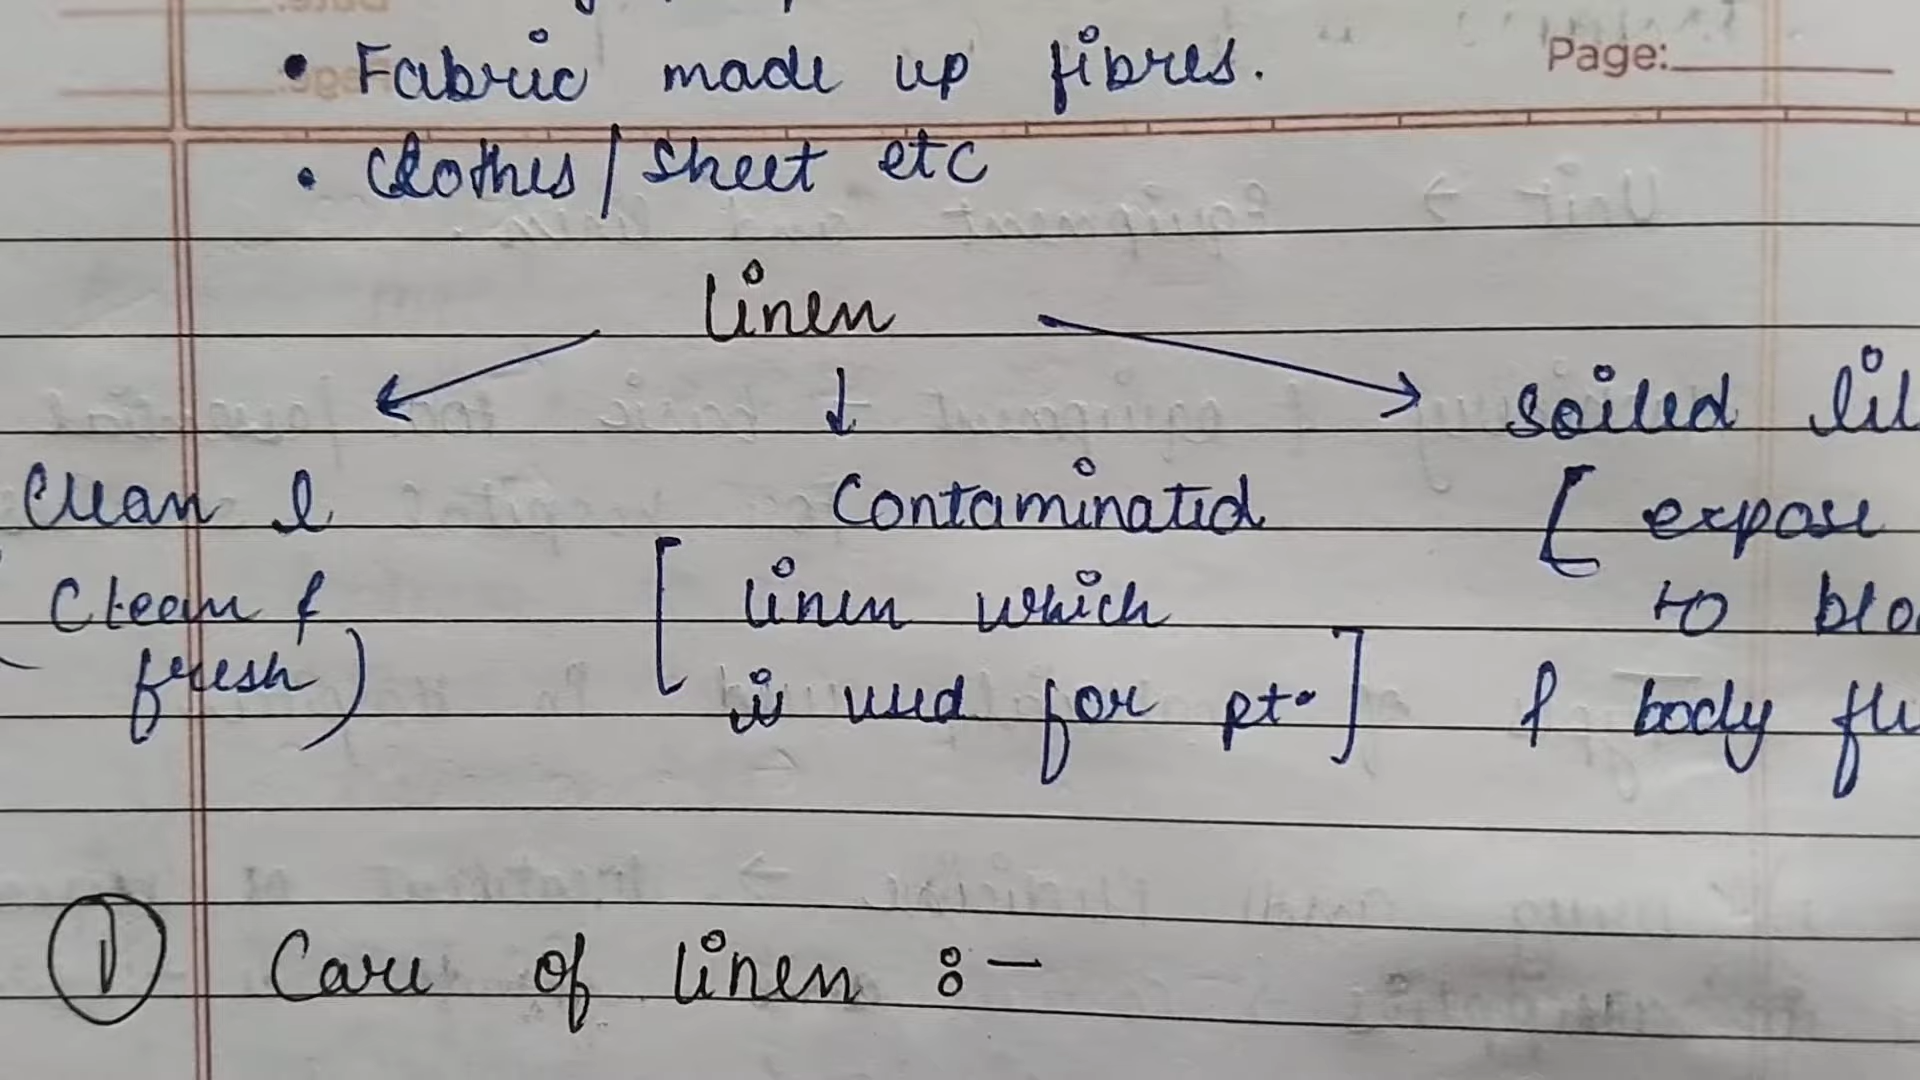 Page:
• Fabric made up fibres.
• Clothes / sheet etc
linen
soiled
Clean l
Contaminated
[ expose
Clean &
[ linen which
to
fresh )
is used for pt. ]
& body
① Care of linen :-